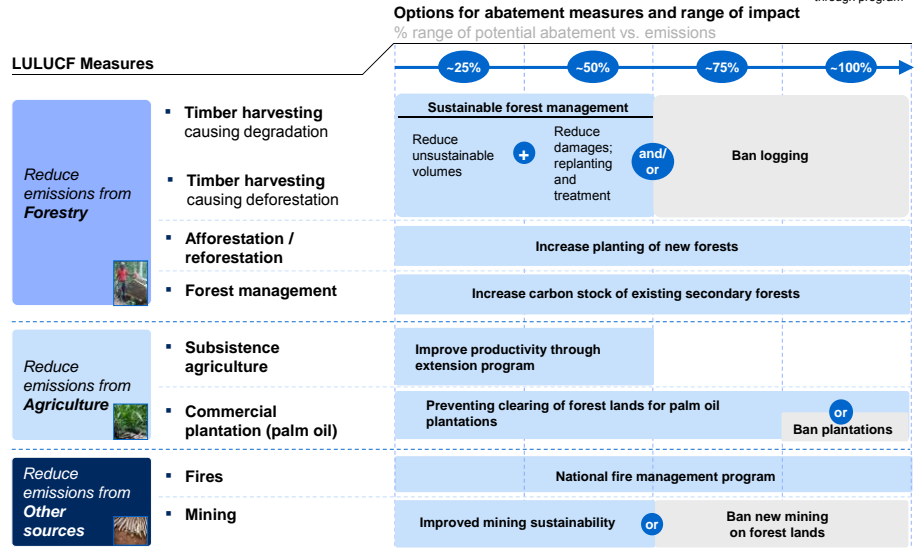 through program
Options for abatement measures and range of impact
% range of potential abatement vs. emissions
LULUCF Measures
~25%
~50%
~75%
~100%
Reduce
emissions from
Forestry
▪ Timber harvesting
causing degradation
▪ Timber harvesting
causing deforestation
Sustainable forest management
Reduce
unsustainable
volumes
+
Reduce
damages;
replanting
and
treatment
and/
or
Ban logging
▪ Afforestation /
reforestation
Increase planting of new forests
▪ Forest management
Increase carbon stock of existing secondary forests
Reduce
emissions from
Agriculture
▪ Subsistence
agriculture
Improve productivity through
extension program
▪ Commercial
plantation (palm oil)
Preventing clearing of forest lands for palm oil
plantations
or
Ban plantations
Reduce
emissions from
Other
sources
▪ Fires
National fire management program
▪ Mining
Improved mining sustainability
or
Ban new mining
on forest lands